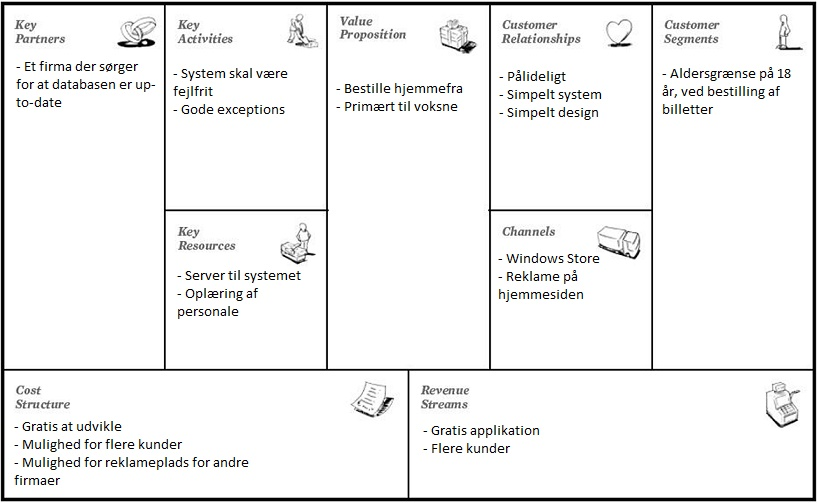 Key
Partners
- Et firma der sørger
for at databasen er up-
to-date
Key
Activities
- System skal være
fejlfrit
- Gode exceptions
Key
Resources
- Server til systemet
- Oplæring af
personale
Value
Proposition
- Bestille hjemmefra
- Primært til voksne
Customer
Relationships
- Pålideligt
- Simpelt system
- Simpelt design
Channels
- Windows Store
- Reklame på
hjemmesiden
Customer
Segments
- Aldersgrænse på 18
år, ved bestilling af
billetter
Cost
Structure
- Gratis at udvikle
- Mulighed for flere kunder
- Mulighed for reklameplads for andre
firmaer
Revenue
Streams
- Gratis applikation
- Flere kunder